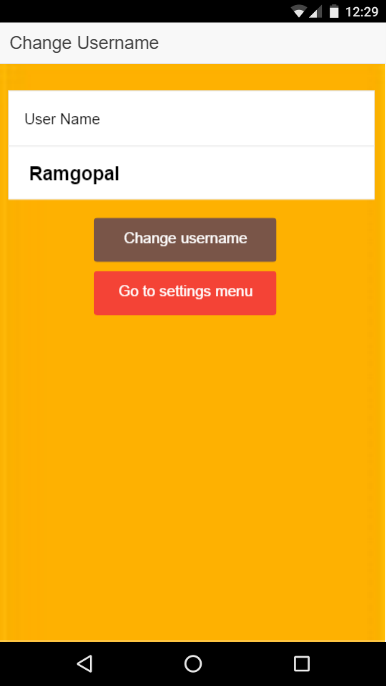 12:29
Change Username
User Name
Ramgopal
Change username
Go to settings menu